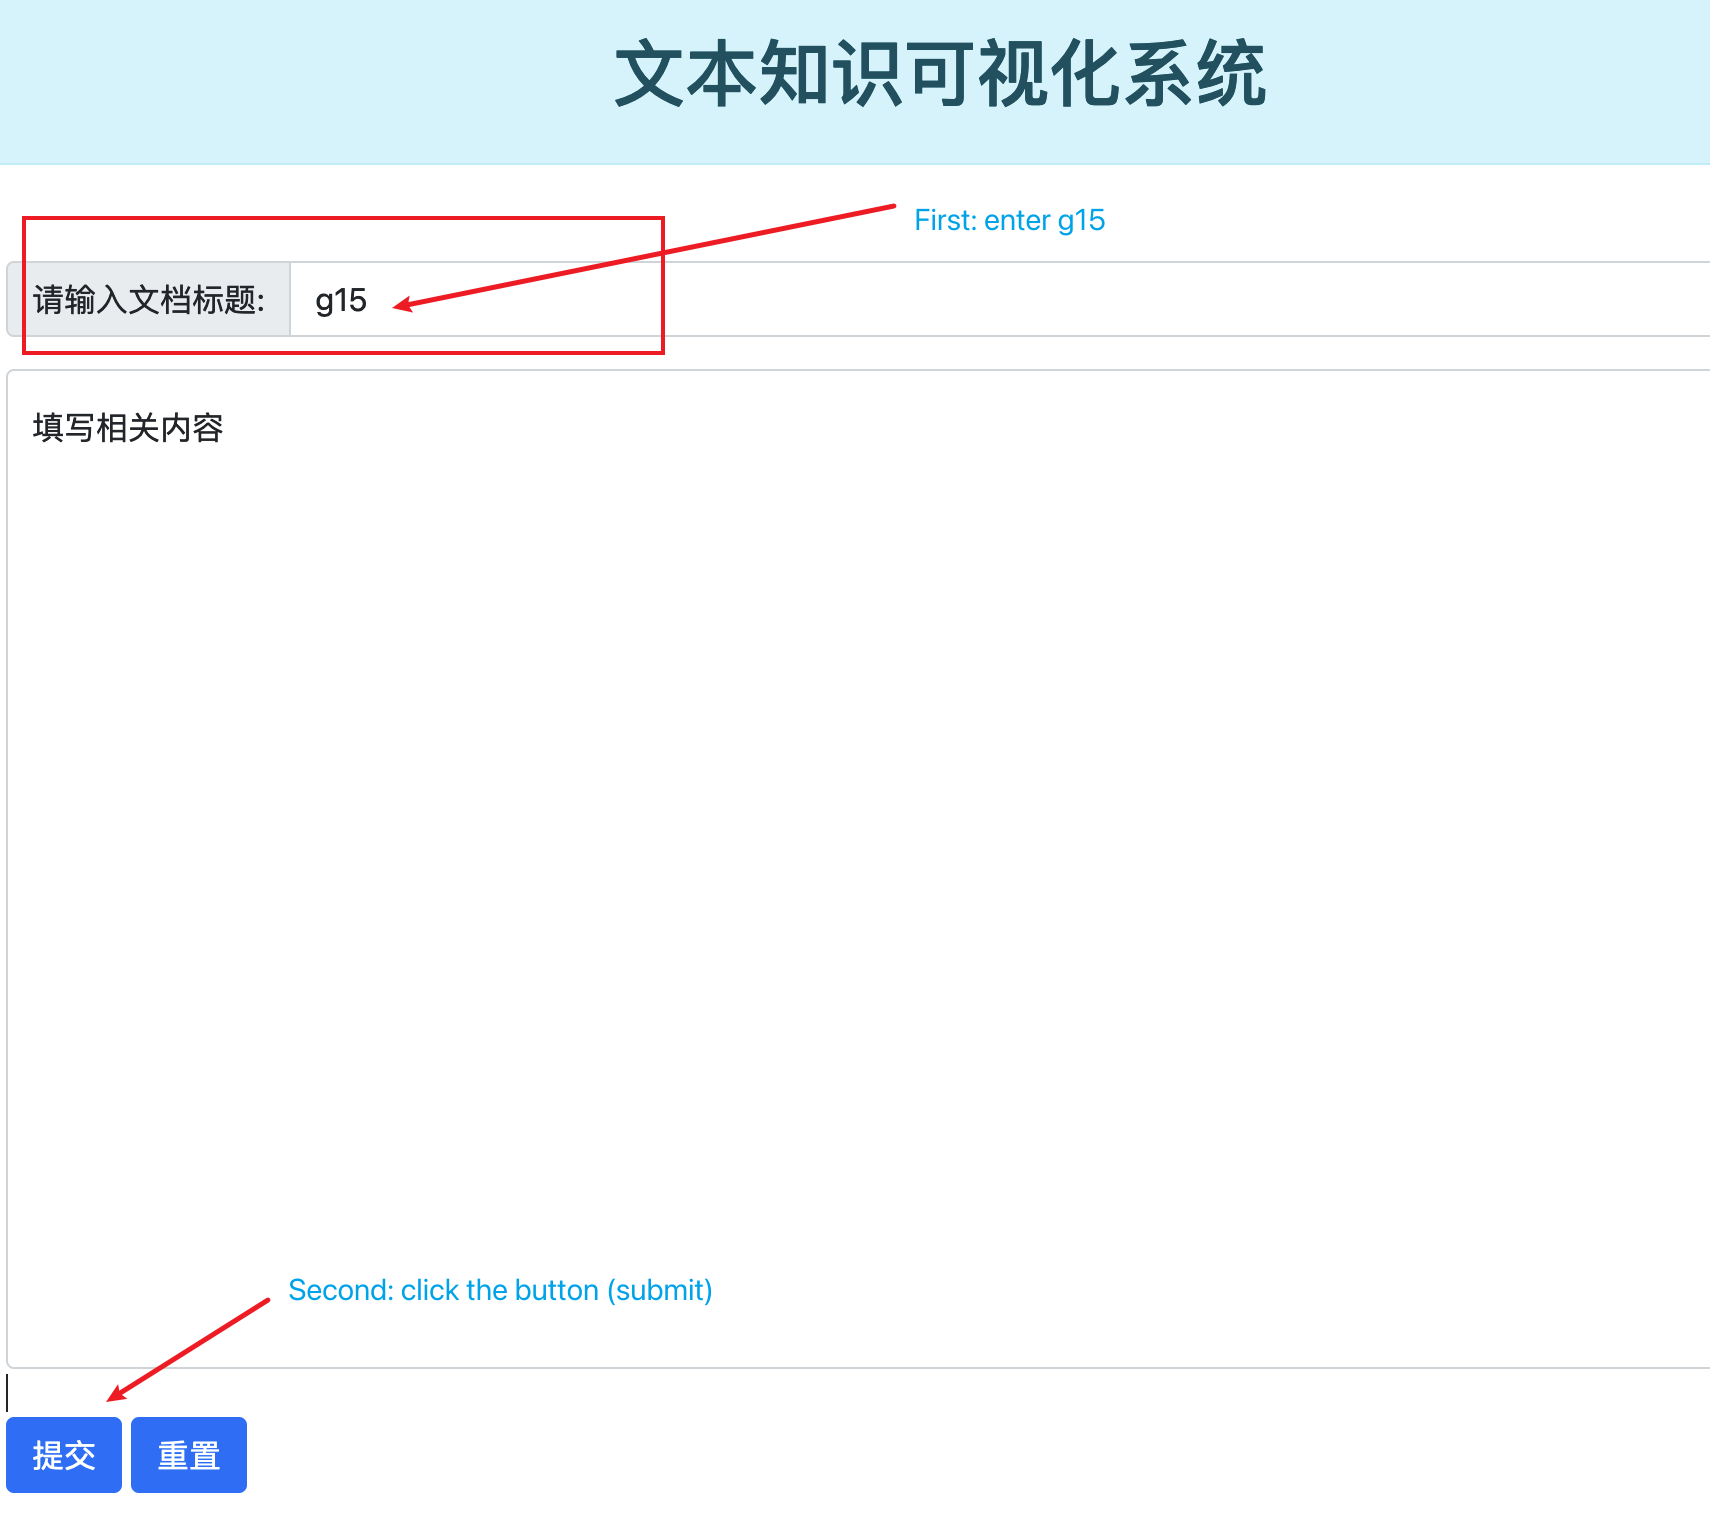 文本知识可视化系统
First: enter g15
请输入文档标题: g15
填写相关内容
Second: click the button (submit)
提交 重置